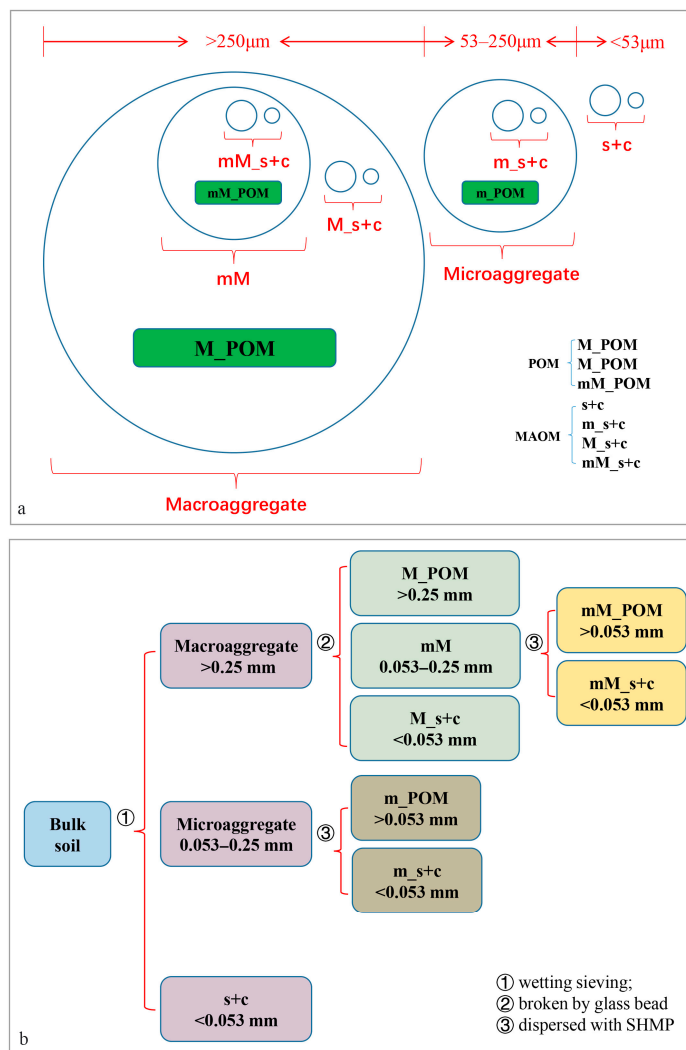 >250μm
53–250μm
<53μm
mM_s+c
mM_POM
M_s+c
mM
M_POM
Macroaggregate
m_s+c
m_POM
Microaggregate
s+c
POM
M_POM
M_POM
mM_POM
MAOM
s+c
m_s+c
M_s+c
mM_s+c
a
Bulk
soil
①
Macroaggregate
>0.25 mm
②
M_POM
>0.25 mm
mM
0.053–0.25 mm
M_s+c
<0.053 mm
③
mM_POM
>0.053 mm
mM_s+c
<0.053 mm
Microaggregate
0.053–0.25 mm
③
m_POM
>0.053 mm
m_s+c
<0.053 mm
s+c
<0.053 mm
① wetting sieving;
② broken by glass bead
③ dispersed with SHMP
b